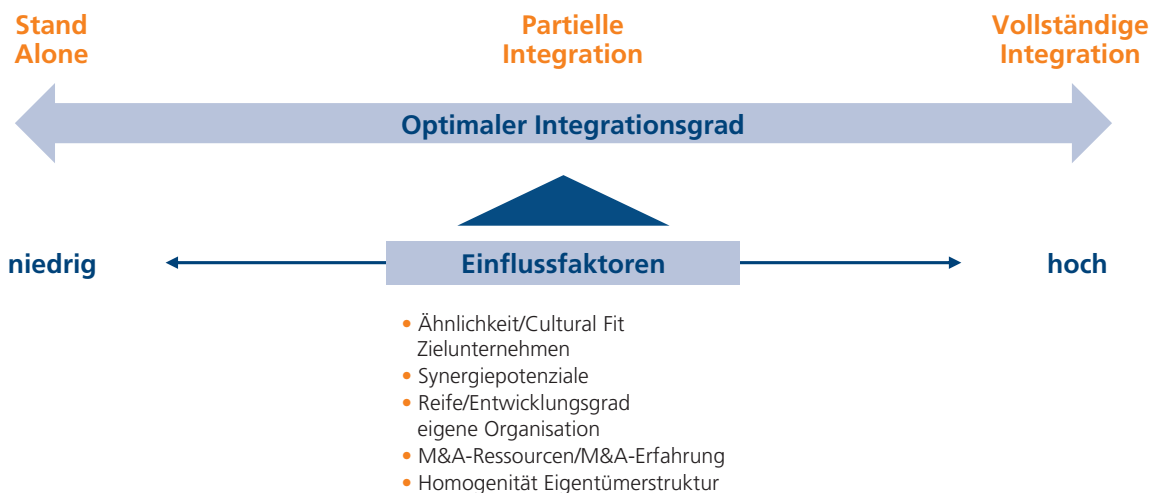 Stand
Alone
Partielle
Integration
Vollständige
Integration
Optimaler Integrationsgrad
niedrig
Einflussfaktoren
hoch
• Ähnlichkeit/Cultural Fit
Zielunternehmen
• Synergiepotenziale
• Reife/Entwicklungsgrad
eigene Organisation
• M&A-Ressourcen/M&A-Erfahrung
• Homogenität Eigentümerstruktur